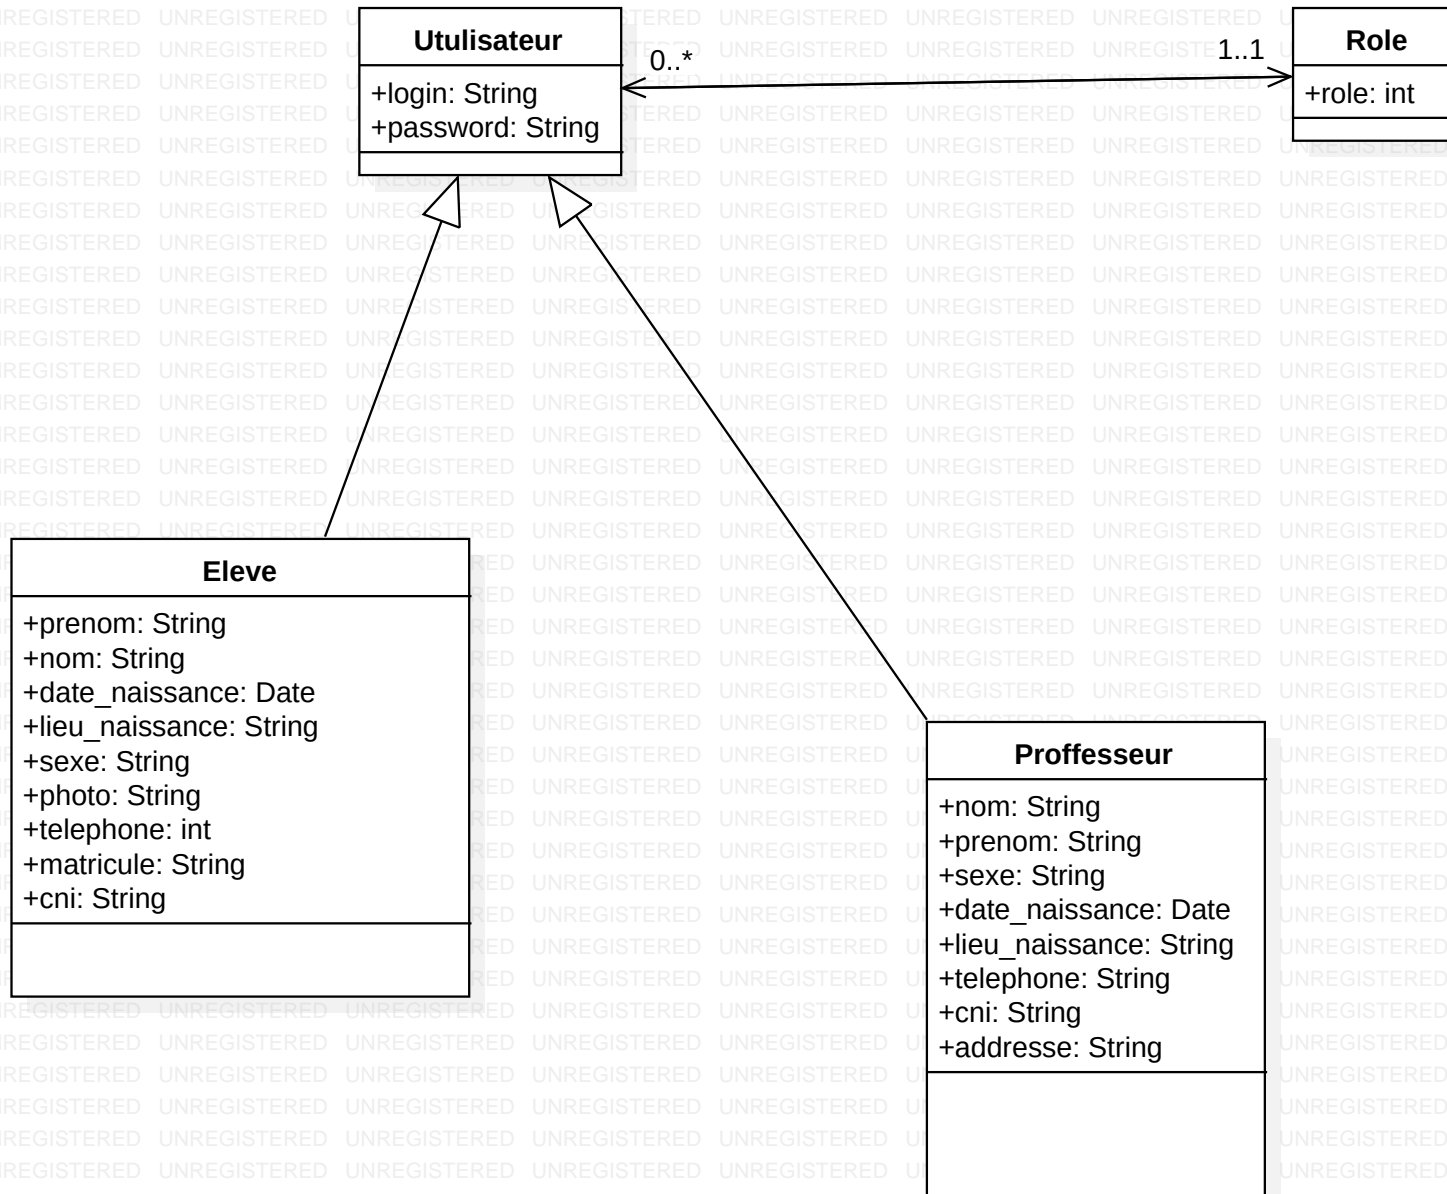 Utulisateur
+login: String
+password: String
0..*
1..1
Role
+role: int
Eleve
+prenom: String
+nom: String
+date_naissance: Date
+lieu_naissance: String
+sexe: String
+photo: String
+telephone: int
+matricule: String
+cni: String
Proffesseur
+nom: String
+prenom: String
+sexe: String
+date_naissance: Date
+lieu_naissance: String
+telephone: String
+cni: String
+addresse: String
UNREGISTERED